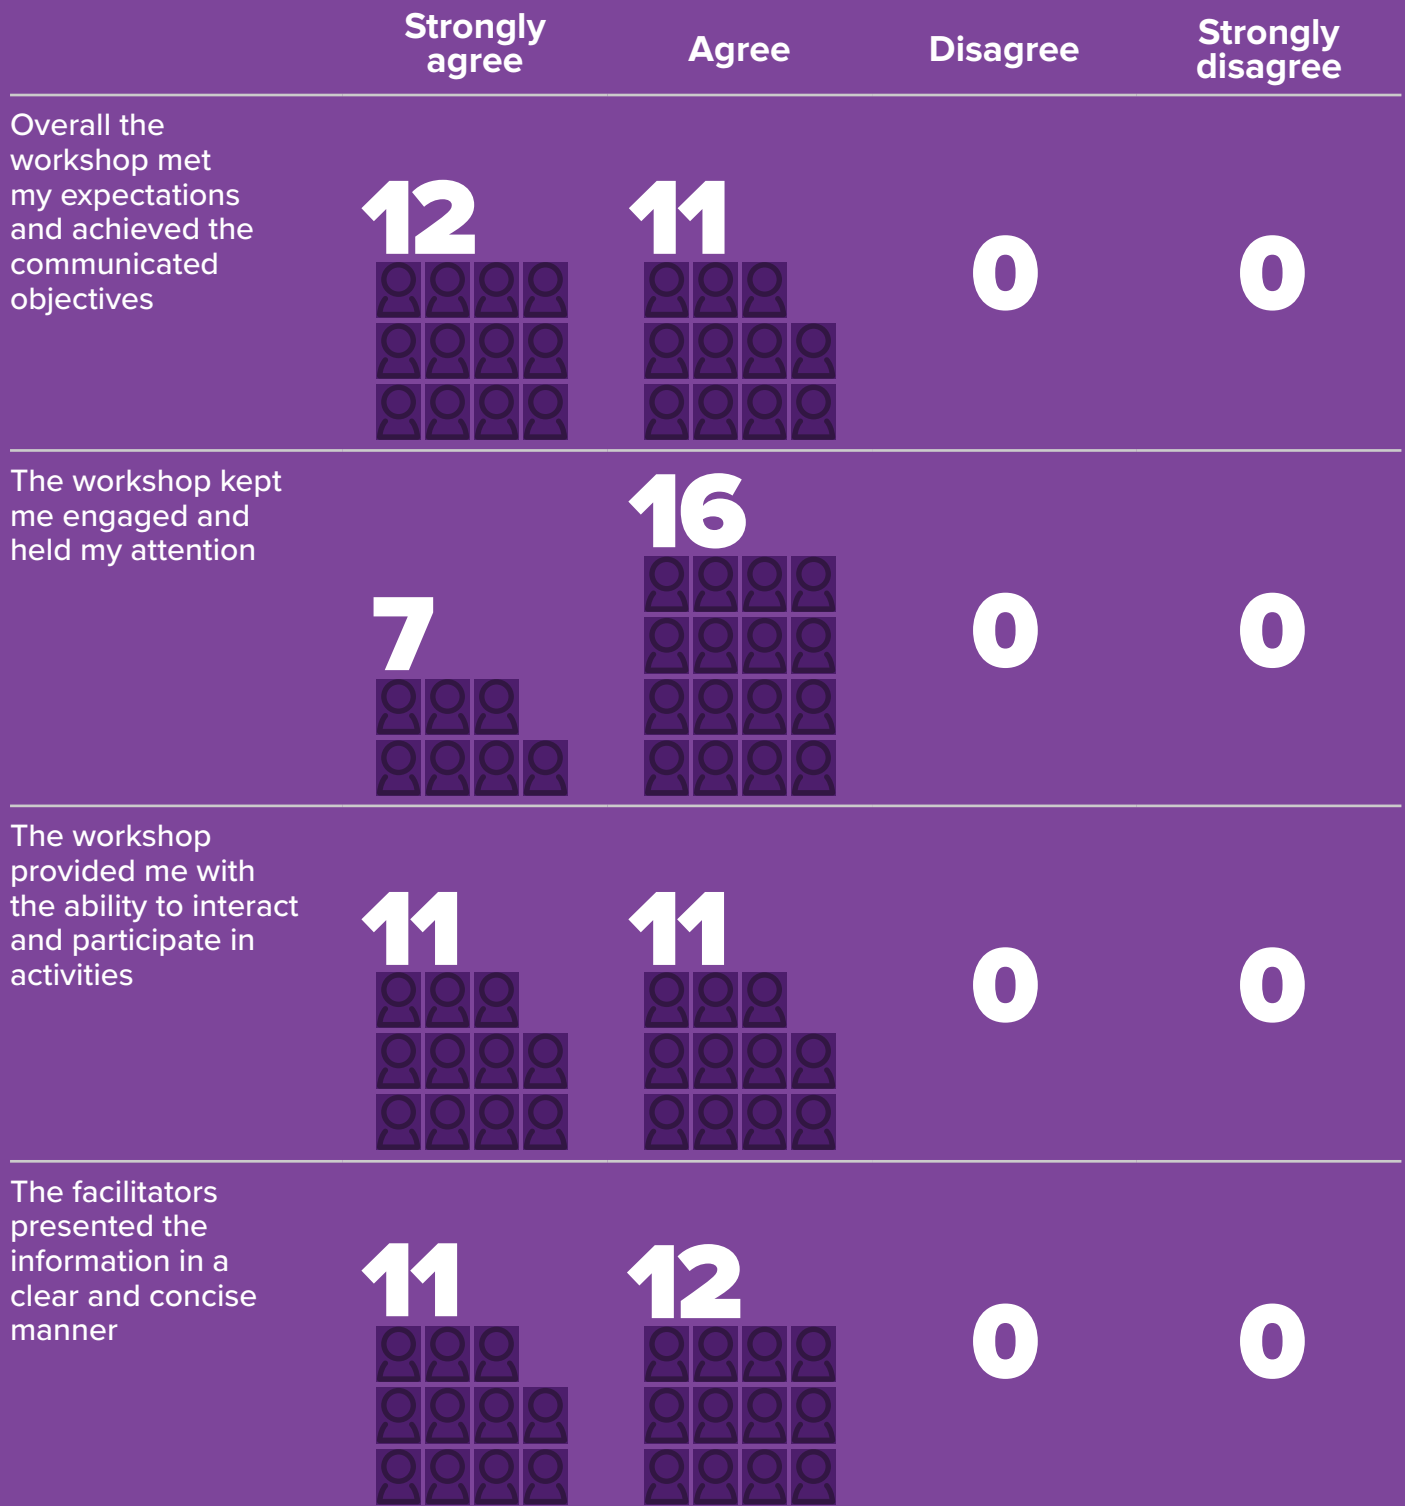 Strongly
agree
Agree
Disagree
Strongly
disagree
Overall the
workshop met
my expectations
and achieved the
communicated
objectives
12
11
0
0
The workshop kept
me engaged and
held my attention
7
16
0
0
The workshop
provided me with
the ability to interact
and participate in
activities
11
11
0
0
The facilitators
presented the
information in a
clear and concise
manner
11
12
0
0